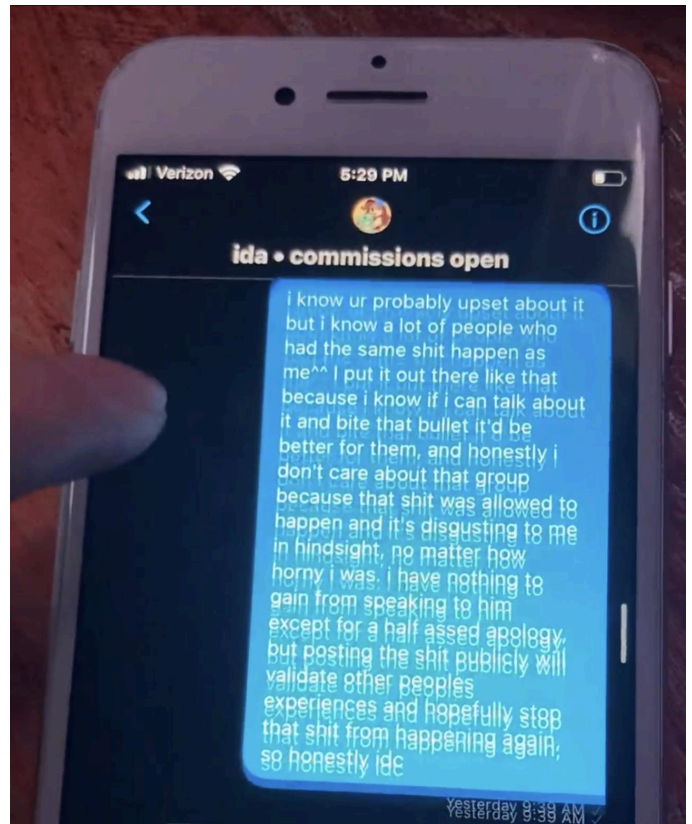 Verizon
5:29 PM
ida • commissions open
i know ur probably upset about it
but i know a lot of people who
had the same shit happen as
me^^ I put it out there like that
because i know if i can talk about
it and bite that bullet it'd be
better for them, and honestly i
don't care about that group
because that shit was allowed to
happen and it's disgusting to me
in hindsight, no matter how
horny i was. i have nothing to
gain from speaking to him
except for a half assed apology,
but posting the shit publicly will
validate other peoples
experiences and hopefully stop
that shit from happening again,
so honestly idc
Yesterday 9:39 AM